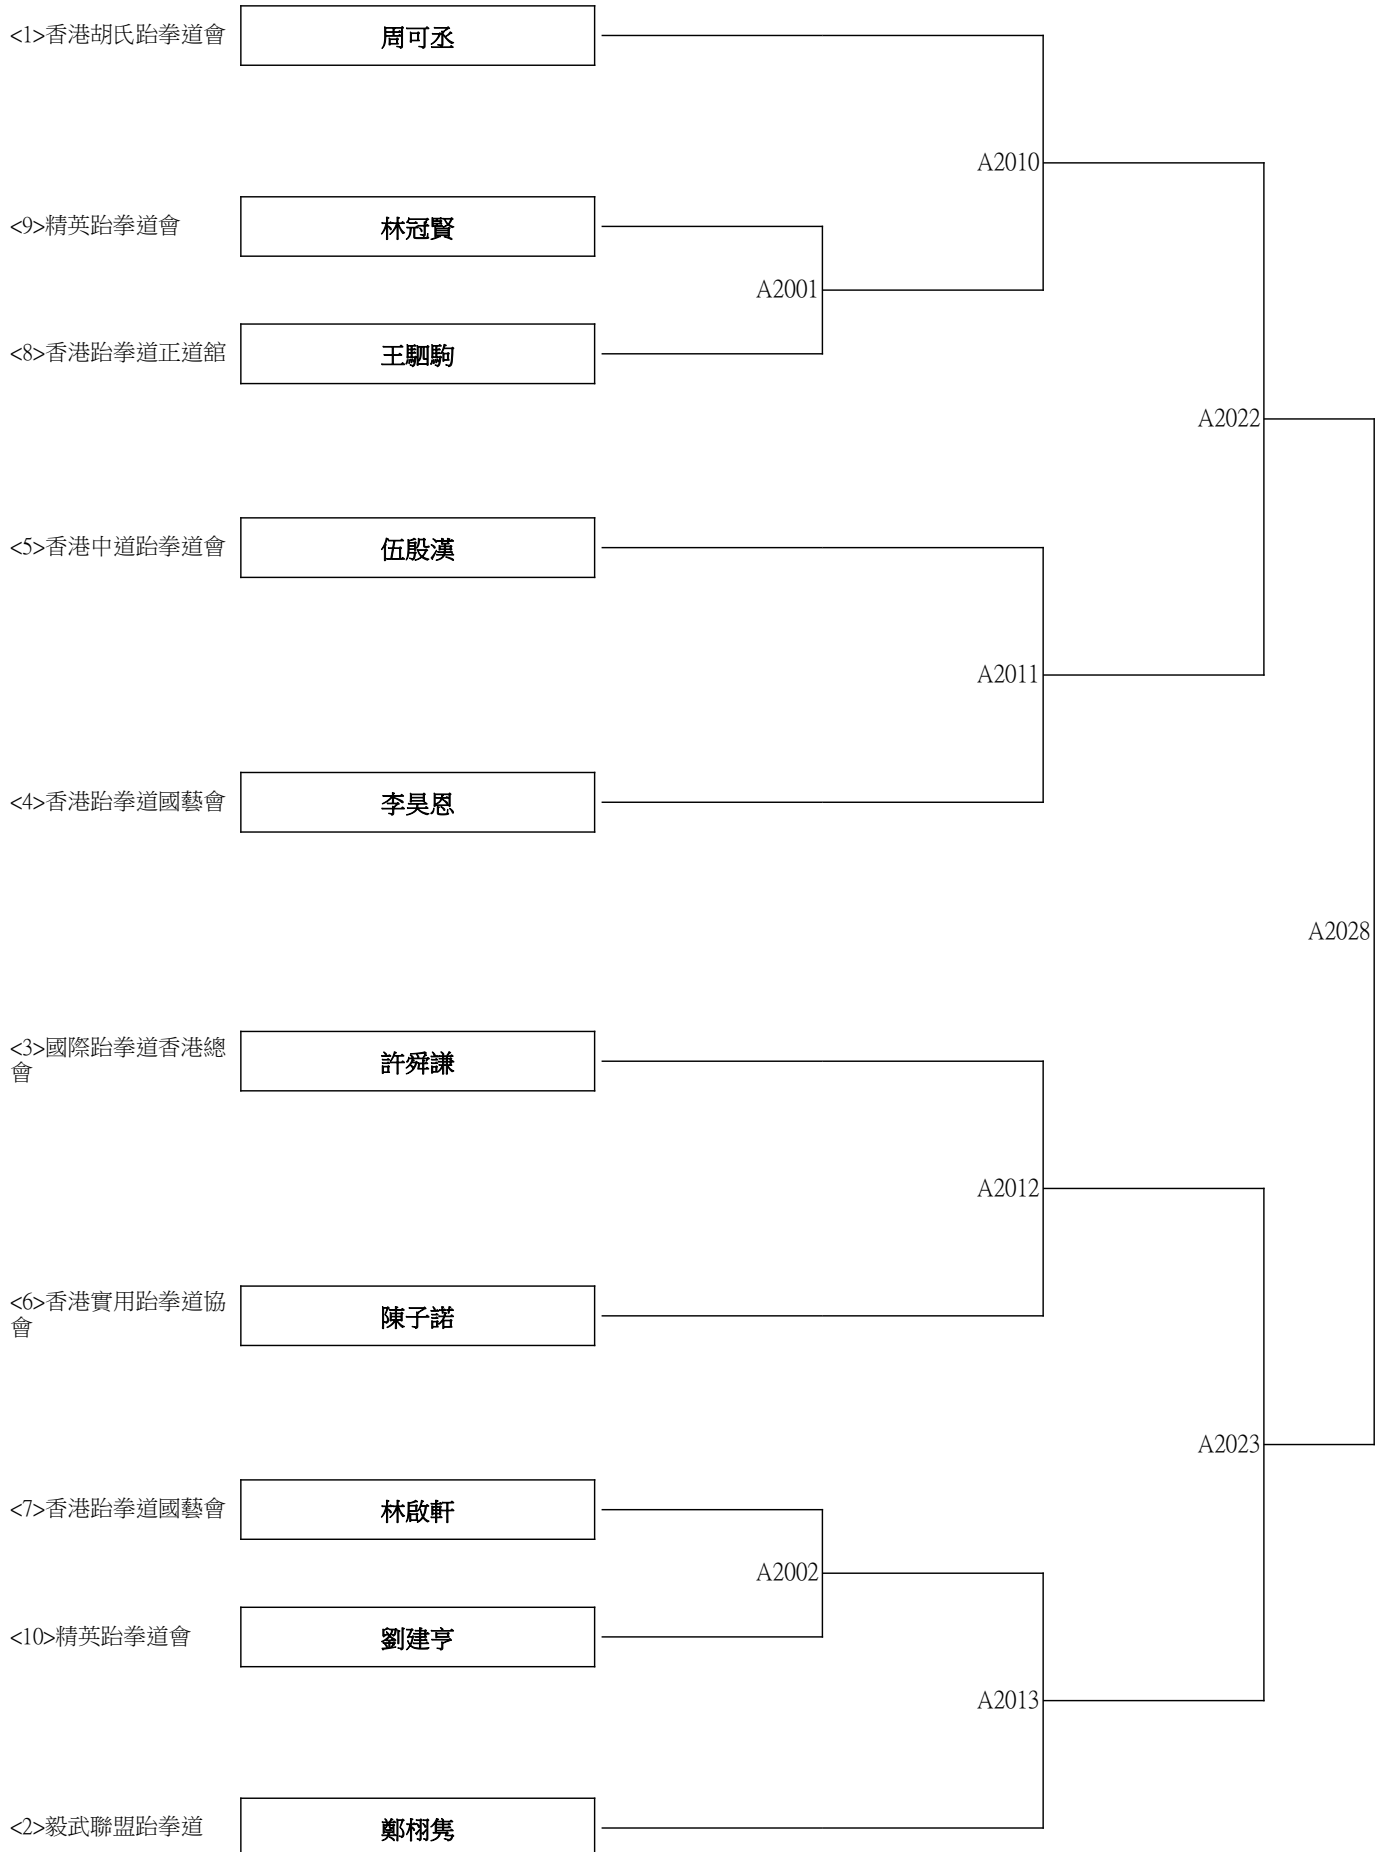 <1>香港胡氏跆拳道會
周可丞
A2010
<9>精英跆拳道會
林冠賢
A2001
<8>香港跆拳道正道舘
王駟駒
A2022
<5>香港中道跆拳道會
伍殷漢
A2011
<4>香港跆拳道國藝會
李昊恩
A2028
<3>國際跆拳道香港總
會
許舜謙
A2012
<6>香港實用跆拳道協
會
陳子諾
A2023
<7>香港跆拳道國藝會
林啟軒
A2002
<10>精英跆拳道會
劉建亨
A2013
<2>毅武聯盟跆拳道
鄭栩隽